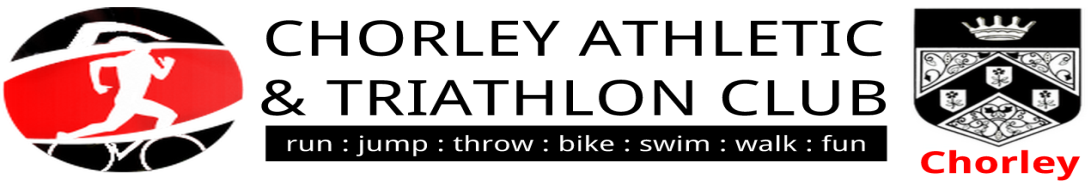 CHORLEY ATHLETIC
& TRIATHLON CLUB
run : jump : throw : bike : swim : walk : fun
Chorley